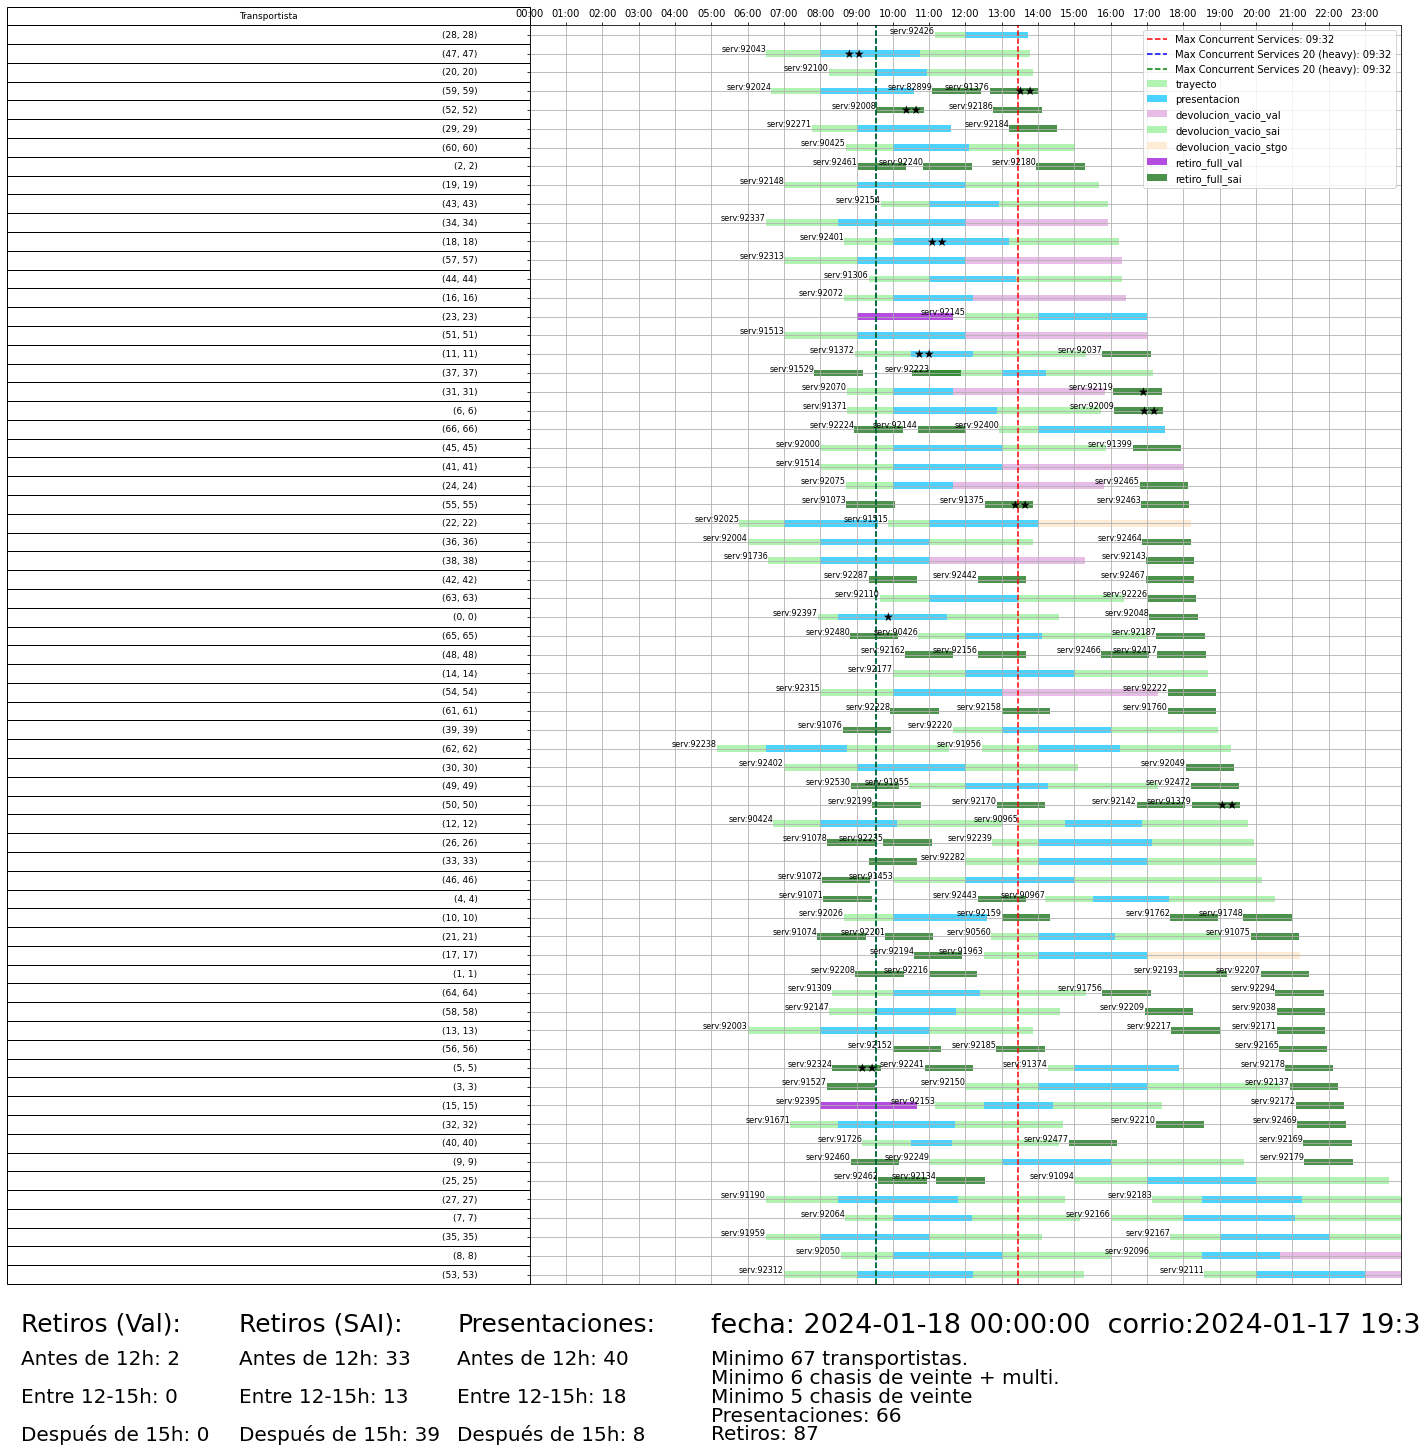 Transportista
00:00 01:00 02:00 03:00 04:00 05:00 06:00 07:00 08:00 09:00 10:00 11:00 12:00 13:00 14:00 15:00 16:00 17:00 18:00 19:00 20:00 21:00 22:00 23:00
Max Concurrent Services: 09:32
Max Concurrent Services 20 (heavy): 09:32
Max Concurrent Services 20 (heavy): 09:32
trayecto
presentacion
devolucion_vacio_val
devolucion_vacio_sai
devolucion_vacio_stgo
retiro_full_val
retiro_full_sai
(28, 28) serv:92426
(47, 47) serv:92043
(20, 20) serv:92100
(59, 59) serv:92024 serv:82899 serv:91376
(52, 52) serv:92008 serv:92186
(29, 29) serv:92271 serv:92184
(60, 60) serv:90425
(2, 2) serv:92461 serv:92240 serv:92180
(19, 19) serv:92148
(43, 43) serv:92154
(34, 34) serv:92337
(18, 18) serv:92401
(57, 57) serv:92313
(44, 44) serv:91306
(16, 16) serv:92072
(23, 23) serv:92145
(51, 51) serv:91513
(11, 11) serv:91372 serv:92037
(37, 37) serv:91529 serv:92223
(31, 31) serv:92070 serv:92119
(6, 6) serv:91371 serv:92009
(66, 66) serv:92224 serv:92144 serv:92400
(45, 45) serv:92000 serv:91399
(41, 41) serv:91514
(24, 24) serv:92075 serv:92465
(55, 55) serv:91073 serv:91375 serv:92463
(22, 22) serv:92025 serv:91515
(36, 36) serv:92004 serv:92464
(38, 38) serv:91736 serv:92143
(42, 42) serv:92287 serv:92442 serv:92467
(63, 63) serv:92110 serv:92226
(0, 0) serv:92397 serv:92048
(65, 65) serv:92480 serv:90426 serv:92187
(48, 48) serv:92162 serv:92156 serv:92466 serv:92417
(14, 14) serv:92177
(54, 54) serv:92315 serv:92222
(61, 61) serv:92228 serv:92158 serv:91760
(39, 39) serv:91076 serv:92220
(62, 62) serv:92238 serv:91956
(30, 30) serv:92402 serv:92049
(49, 49) serv:92530 serv:91955 serv:92472
(50, 50) serv:92199 serv:92170 serv:92142 serv:91379
(12, 12) serv:90424 serv:90965
(26, 26) serv:91078 serv:92235 serv:92239
(33, 33) serv:92282
(46, 46) serv:91072 serv:91453
(4, 4) serv:91071 serv:92443 serv:90967
(10, 10) serv:92026 serv:92159 serv:91762 serv:91748
(21, 21) serv:91074 serv:92201 serv:90560 serv:91075
(17, 17) serv:92194 serv:91963
(1, 1) serv:92208 serv:92216 serv:92193 serv:92207
(64, 64) serv:91309 serv:91756 serv:92294
(58, 58) serv:92147 serv:92209 serv:92038
(13, 13) serv:92003 serv:92217 serv:92171
(56, 56) serv:92152 serv:92185 serv:92165
(5, 5) serv:92324 serv:92241 serv:91374 serv:92178
(3, 3) serv:91527 serv:92150 serv:92137
(15, 15) serv:92395 serv:92153 serv:92172
(32, 32) serv:91671 serv:92210 serv:92469
(40, 40) serv:91726 serv:92477 serv:92169
(9, 9) serv:92460 serv:92249 serv:92179
(25, 25) serv:92462 serv:92134 serv:91094
(27, 27) serv:91190 serv:92183
(7, 7) serv:92064 serv:92166
(35, 35) serv:91959 serv:92167
(8, 8) serv:92050 serv:92096
(53, 53) serv:92312 serv:92111
Retiros (Val):
Antes de 12h: 2
Entre 12-15h: 0
Después de 15h: 0
Retiros (SAI):
Antes de 12h: 33
Entre 12-15h: 13
Después de 15h: 39
Presentaciones:
Antes de 12h: 40
Entre 12-15h: 18
Después de 15h: 8
fecha: 2024-01-18 00:00:00 corrio:2024-01-17 19:3
Minimo 67 transportistas.
Minimo 6 chasis de veinte + multi.
Minimo 5 chasis de veinte
Presentaciones: 66
Retiros: 87